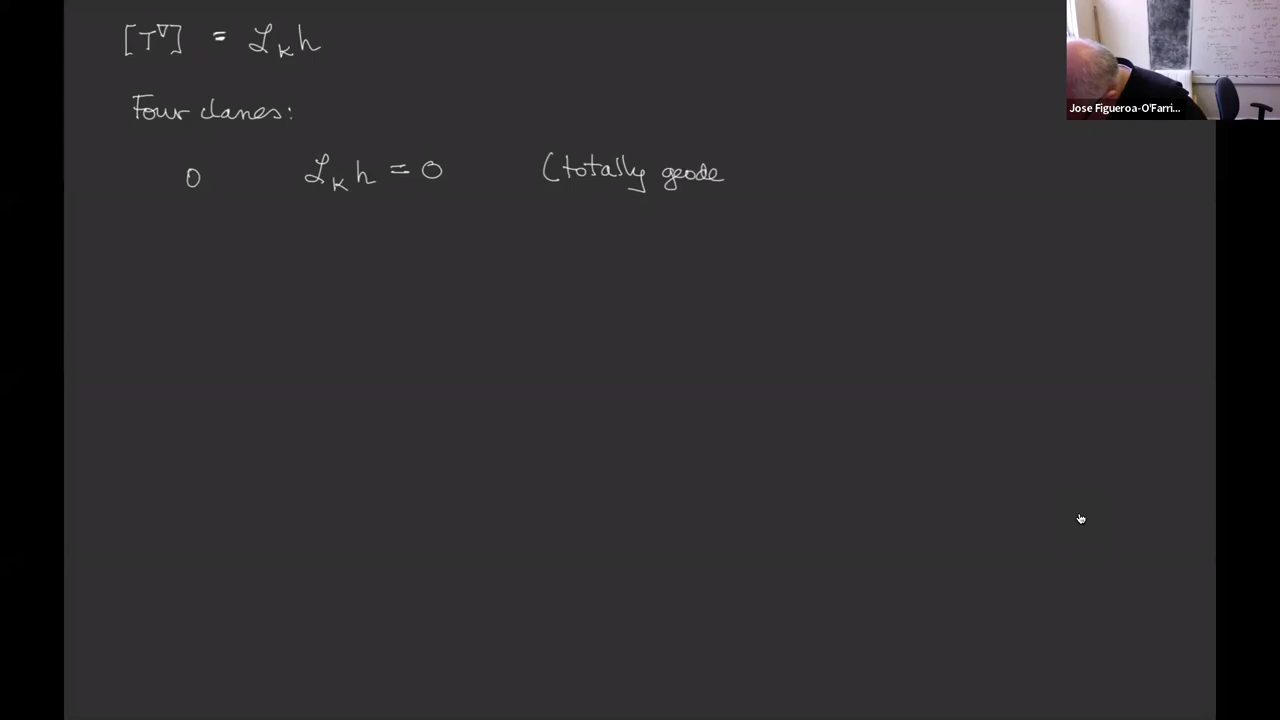 [T^∇] = ℒ_K h
Jose Figueroa-O'Farri...
Four classes:
0 ℒ_K h = 0 (totally geode